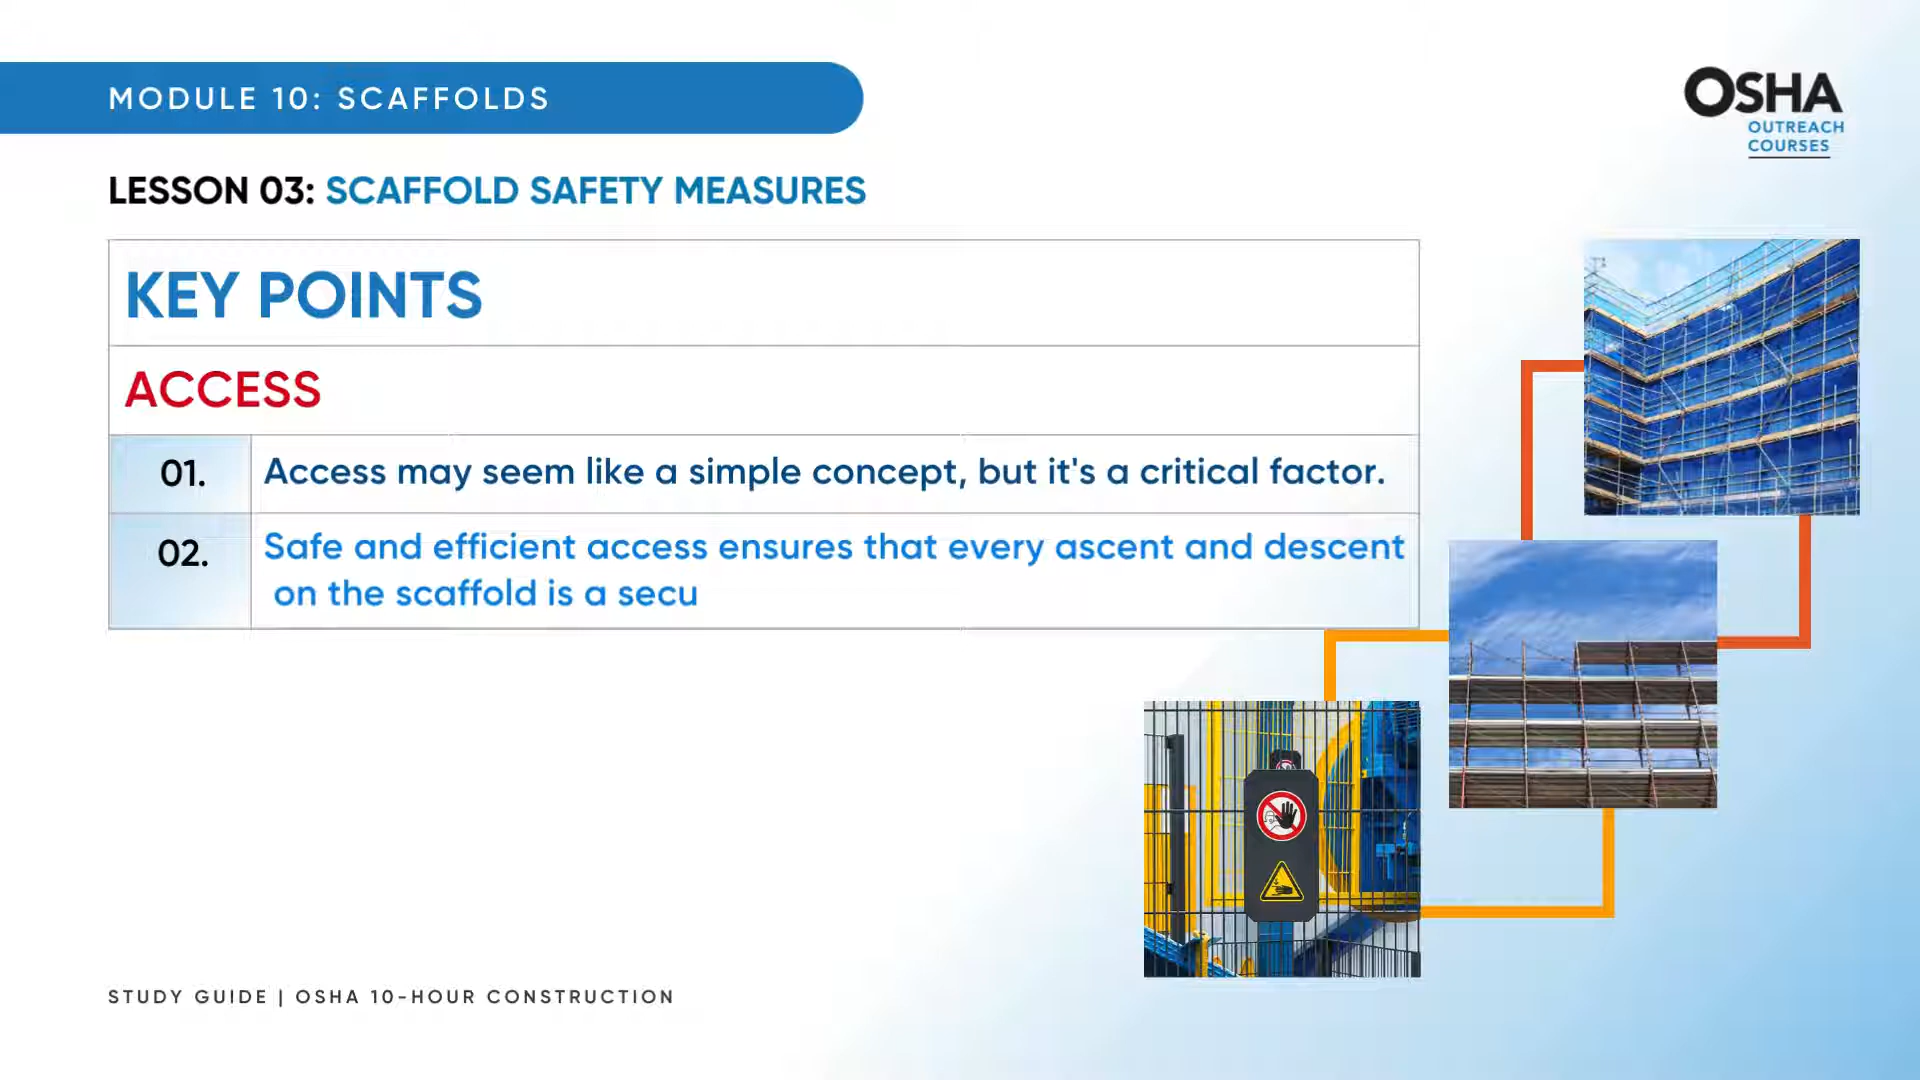 MODULE 10: SCAFFOLDS
OSHA
OUTREACH
COURSES
LESSON 03: SCAFFOLD SAFETY MEASURES
KEY POINTS
ACCESS
01. Access may seem like a simple concept, but it's a critical factor.
02. Safe and efficient access ensures that every ascent and descent
on the scaffold is a secu
STUDY GUIDE | OSHA 10-HOUR CONSTRUCTION